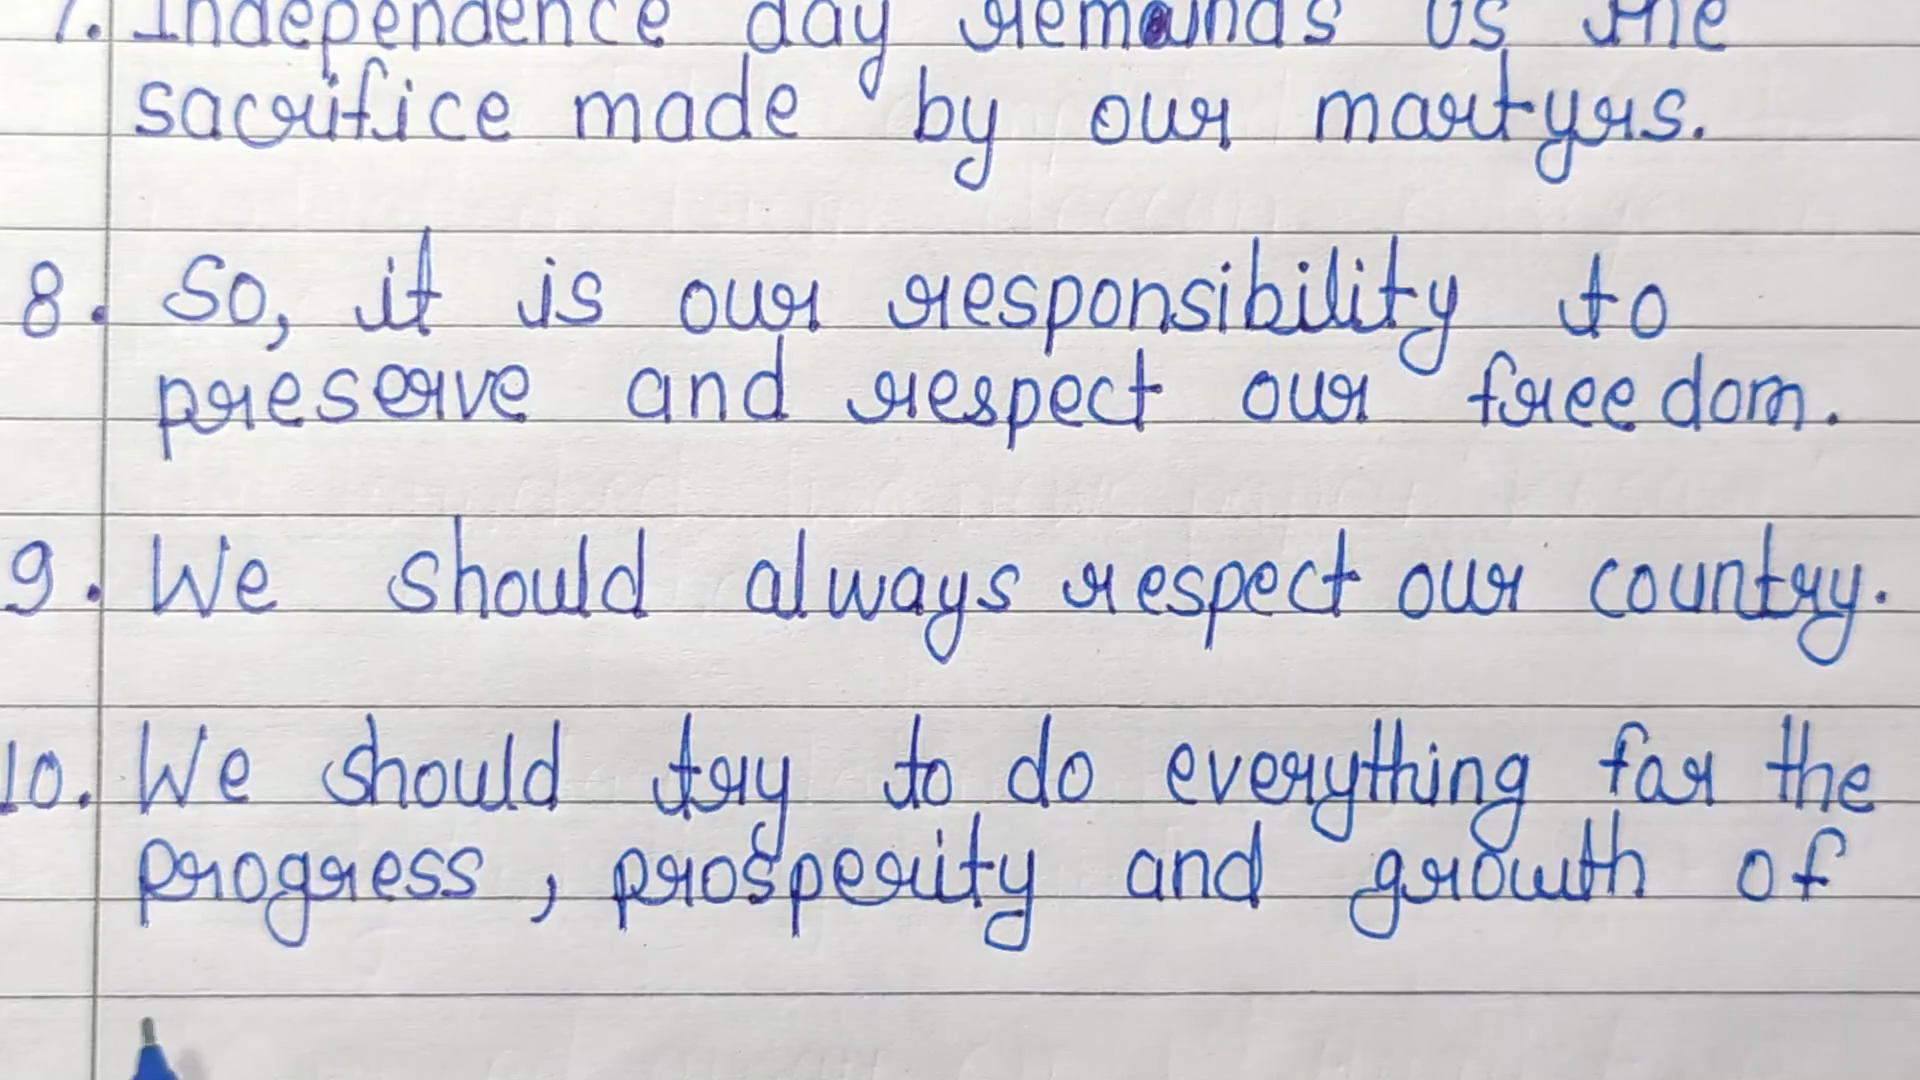 7. Independence day remainds us the
sacrifice made by our martyrs.
8. So, it is our responsibility to
preserve and respect our freedom.
9. We should always respect our country.
10. We should try to do everything for the
progress, prosperity and growth of